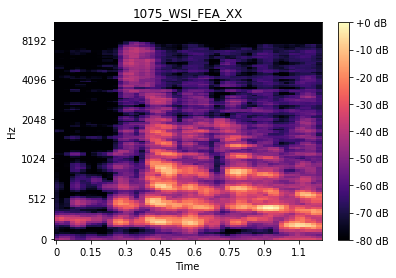 1075_WSI_FEA_XX
Hz
8192
4096
2048
1024
512
0
0 0.15 0.3 0.45 0.6 0.75 0.9 1.1
Time
+0 dB
-10 dB
-20 dB
-30 dB
-40 dB
-50 dB
-60 dB
-70 dB
-80 dB